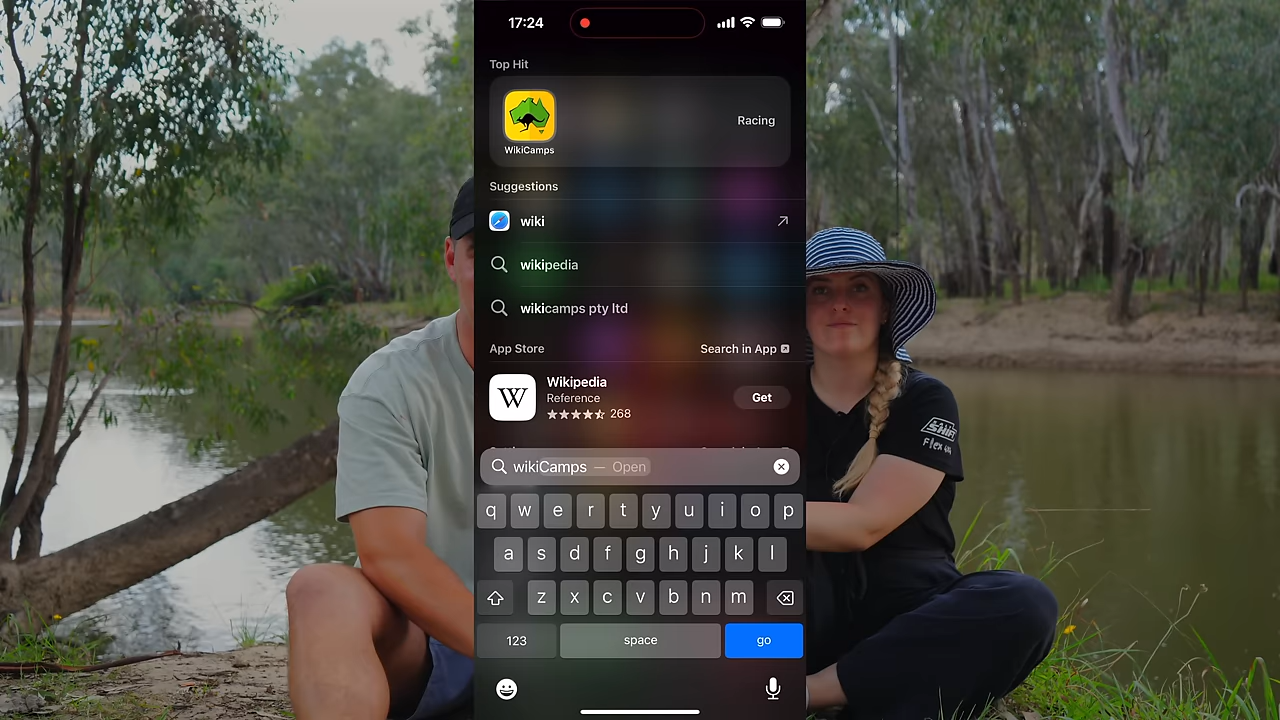 17:24
Top Hit
WikiCamps
Racing
Suggestions
wiki
wikipedia
wikicamps pty ltd
App Store
Search in App
W
Wikipedia
Reference
268
Get
wikiCamps — Open
q w e r t y u i o p
a s d f g h j k l
z x c v b n m
123
space
go
SHIFT